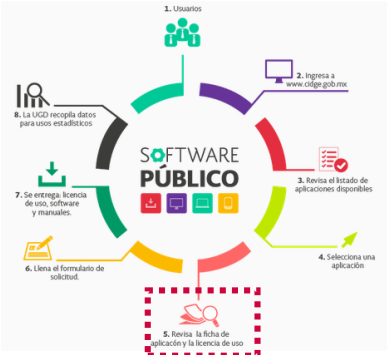 1. Usuarios
2. Ingresa a
www.cidge.gob.mx
3. Revisa el listado de
aplicaciones disponibles
4. Selecciona una
aplicación
5. Revisa la ficha de
aplicacón y la licencia de uso
6. Llena el formulario de
solicitud.
7. Se entrega: licencia
de uso, software
y manuales.
8. La UGD recopila datos
para usos estadísticos
SOFTWARE
PÚBLICO